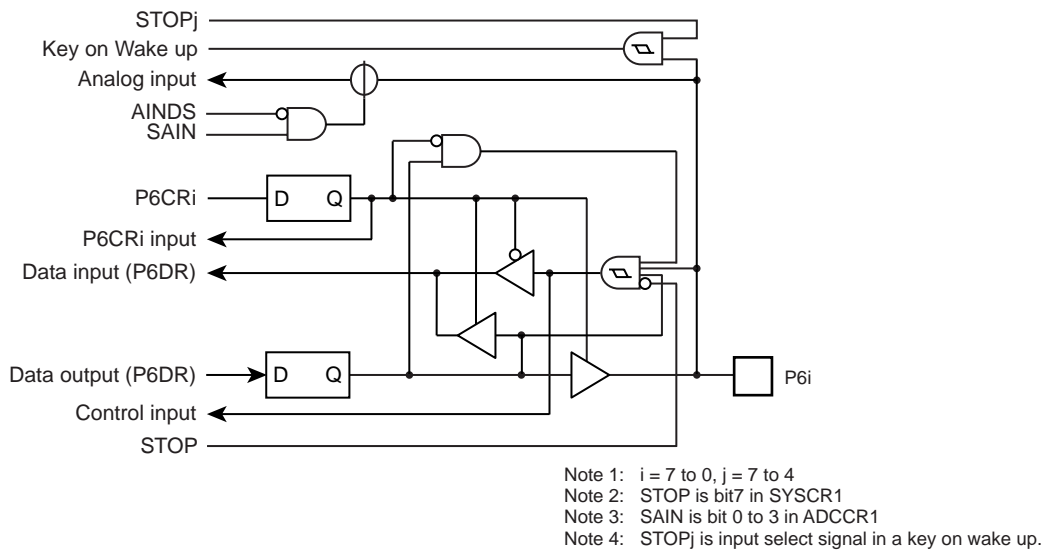 STOPj
Key on Wake up
Analog input
AINDS
SAIN
P6CRi
D Q
P6CRi input
Data input (P6DR)
Data output (P6DR)
D Q
P6i
Control input
STOP
Note 1: i = 7 to 0, j = 7 to 4
Note 2: STOP is bit7 in SYSCR1
Note 3: SAIN is bit 0 to 3 in ADCCR1
Note 4: STOPj is input select signal in a key on wake up.